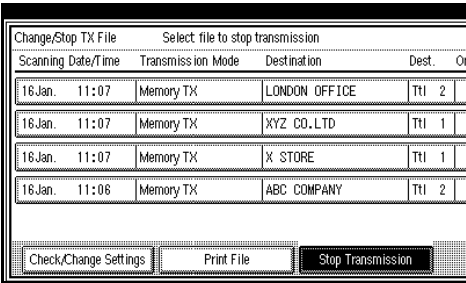 Change/Stop TX File Select file to stop transmission
Scanning Date/Time Transmission Mode Destination Dest.
16Jan. 11:07 Memory TX LONDON OFFICE Ttl 2
16Jan. 11:07 Memory TX XYZ CO.LTD Ttl 1
16Jan. 11:07 Memory TX X STORE Ttl 1
16Jan. 11:06 Memory TX ABC COMPANY Ttl 2
Check/Change Settings Print File Stop Transmission